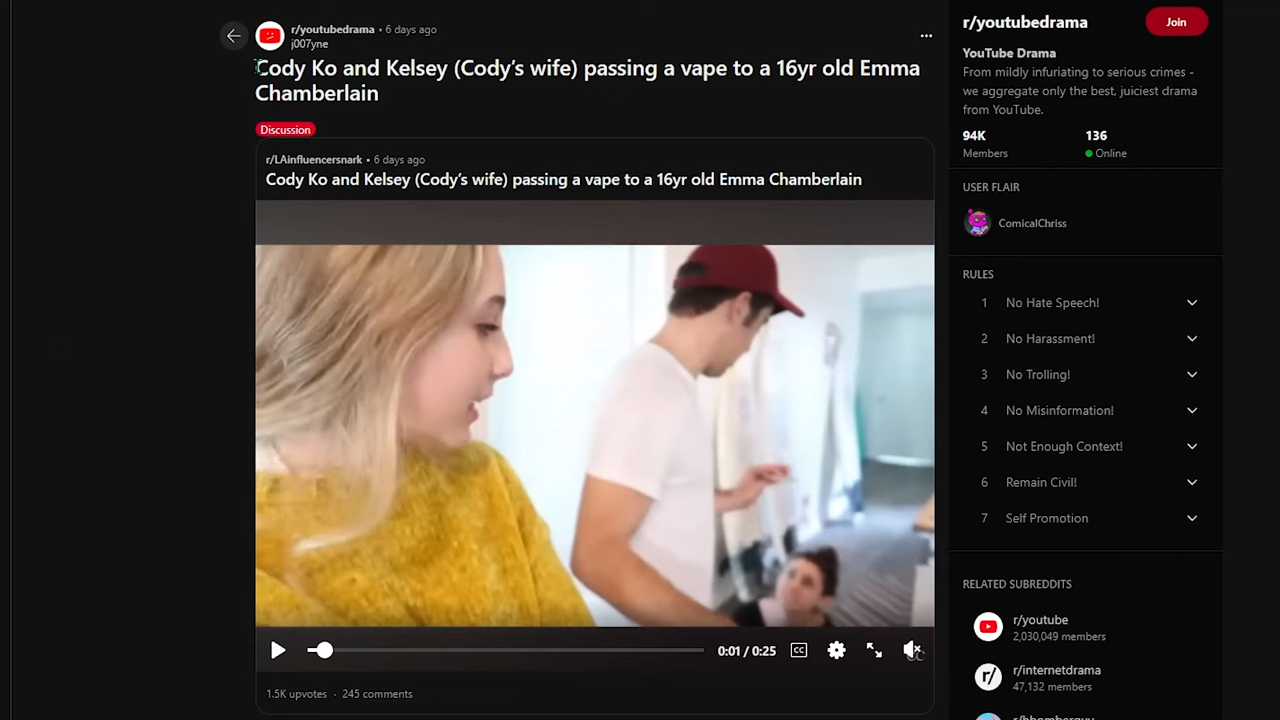 r/youtubedrama • 6 days ago
j007yne
Cody Ko and Kelsey (Cody’s wife) passing a vape to a 16yr old Emma
Chamberlain
Discussion
r/LAinfluencersnark • 6 days ago
Cody Ko and Kelsey (Cody’s wife) passing a vape to a 16yr old Emma Chamberlain
0:01 / 0:25
CC
1.5K upvotes · 245 comments
r/youtubedrama
Join
YouTube Drama
From mildly infuriating to serious crimes -
we aggregate only the best, juiciest drama
from YouTube.
94K 136
Members Online
USER FLAIR
ComicalChriss
RULES
1 No Hate Speech!
2 No Harassment!
3 No Trolling!
4 No Misinformation!
5 Not Enough Context!
6 Remain Civil!
7 Self Promotion
RELATED SUBREDDITS
r/youtube
2,030,049 members
r/ r/internetdrama
47,132 members